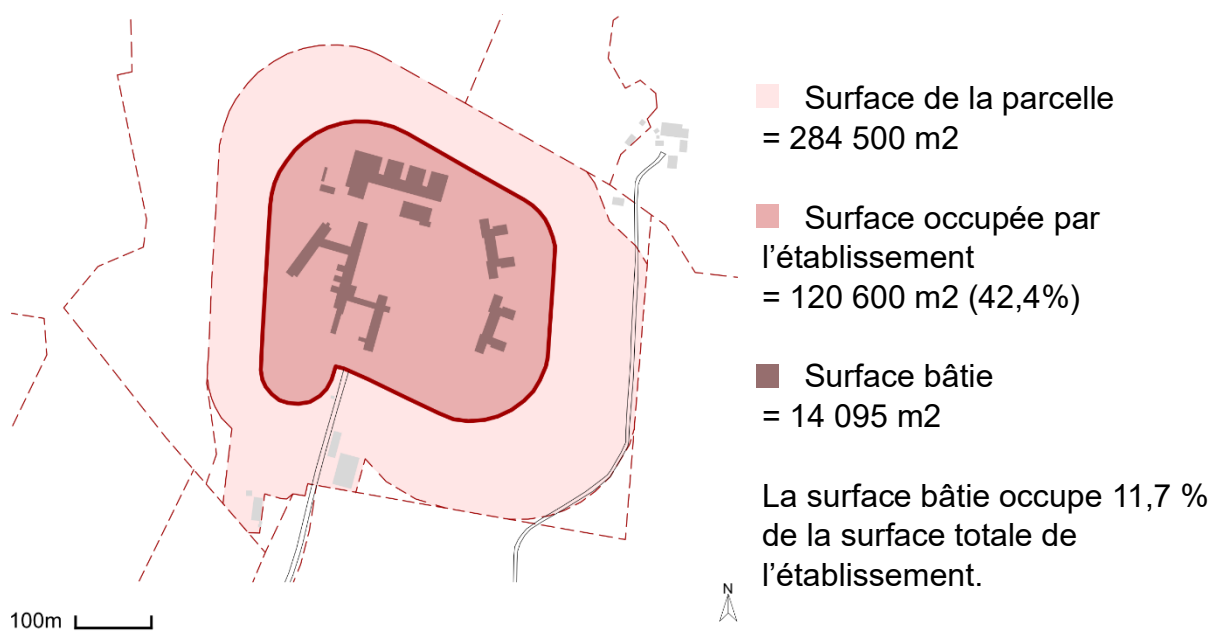 Surface de la parcelle
= 284 500 m2
Surface occupée par
l’établissement
= 120 600 m2 (42,4%)
Surface bâtie
= 14 095 m2
La surface bâtie occupe 11,7 %
de la surface totale de
l’établissement.
N
100m